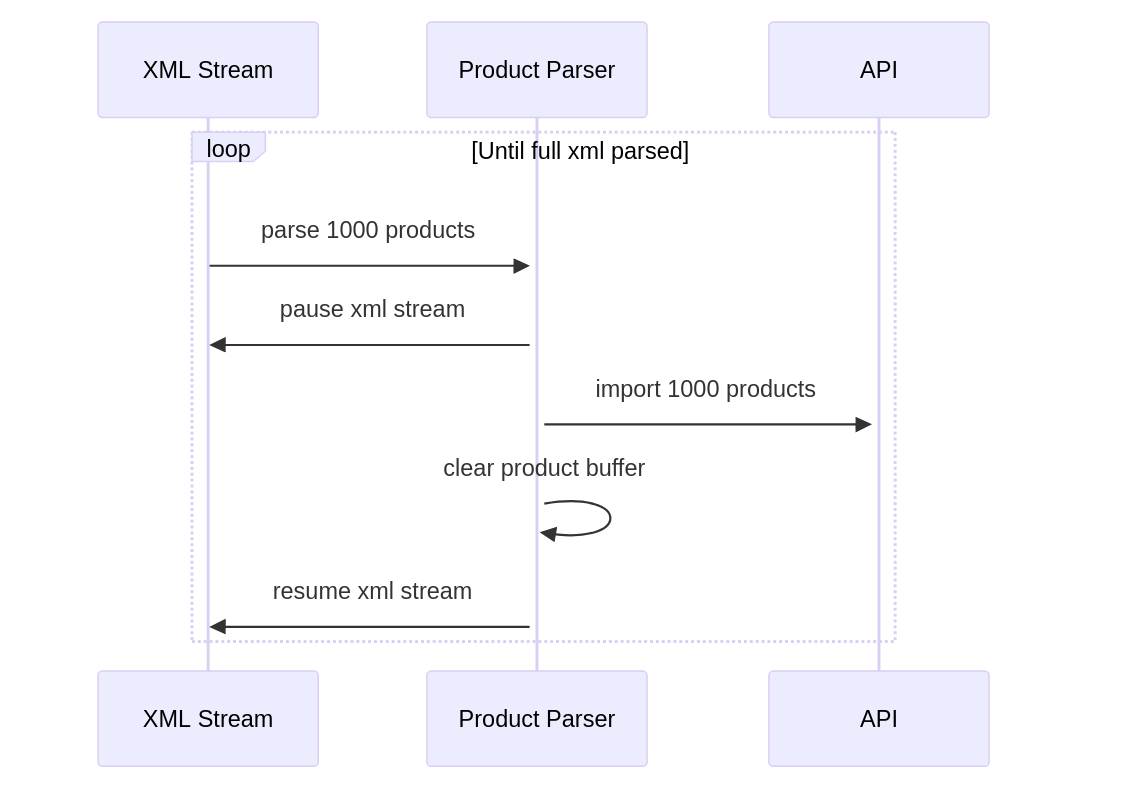 XML Stream
Product Parser
API
loop
[Until full xml parsed]
parse 1000 products
pause xml stream
import 1000 products
clear product buffer
resume xml stream
XML Stream
Product Parser
API